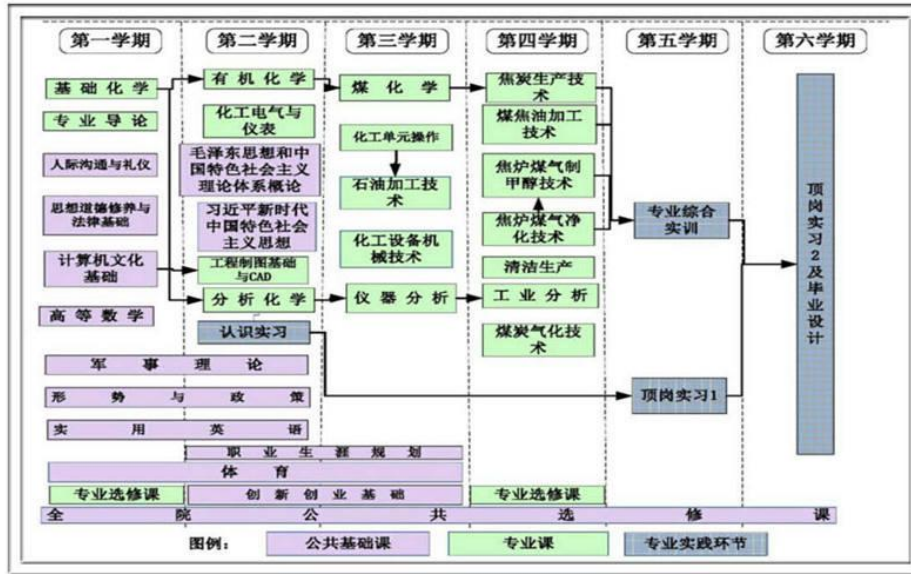 第一学期
第二学期
第三学期
第四学期
第五学期
第六学期
基础化学
专业导论
人际沟通与礼仪
思想道德修养与
法律基础
计算机文化
基础
高等数学
有机化学
化工电气与
仪表
毛泽东思想和中
国特色社会主义
理论体系概论
习近平新时代
中国特色社会
主义思想
工程制图基础
与CAD
分析化学
认识实习
煤化学
化工单元操作
石油加工技术
化工设备机
械技术
仪器分析
焦炭生产技
术
煤焦油加工
技术
焦炉煤气制
甲醇技术
焦炉煤气净
化技术
清洁生产
工业分析
煤炭气化技
术
专业综合
实训
顶岗实习1
顶岗实习2及毕业设计
军事理论
形势与政策
实用英语
职业生涯规划
体育
专业选修课
创新创业基础
专业选修课
全院公共选修课
图例：
公共基础课
专业课
专业实践环节